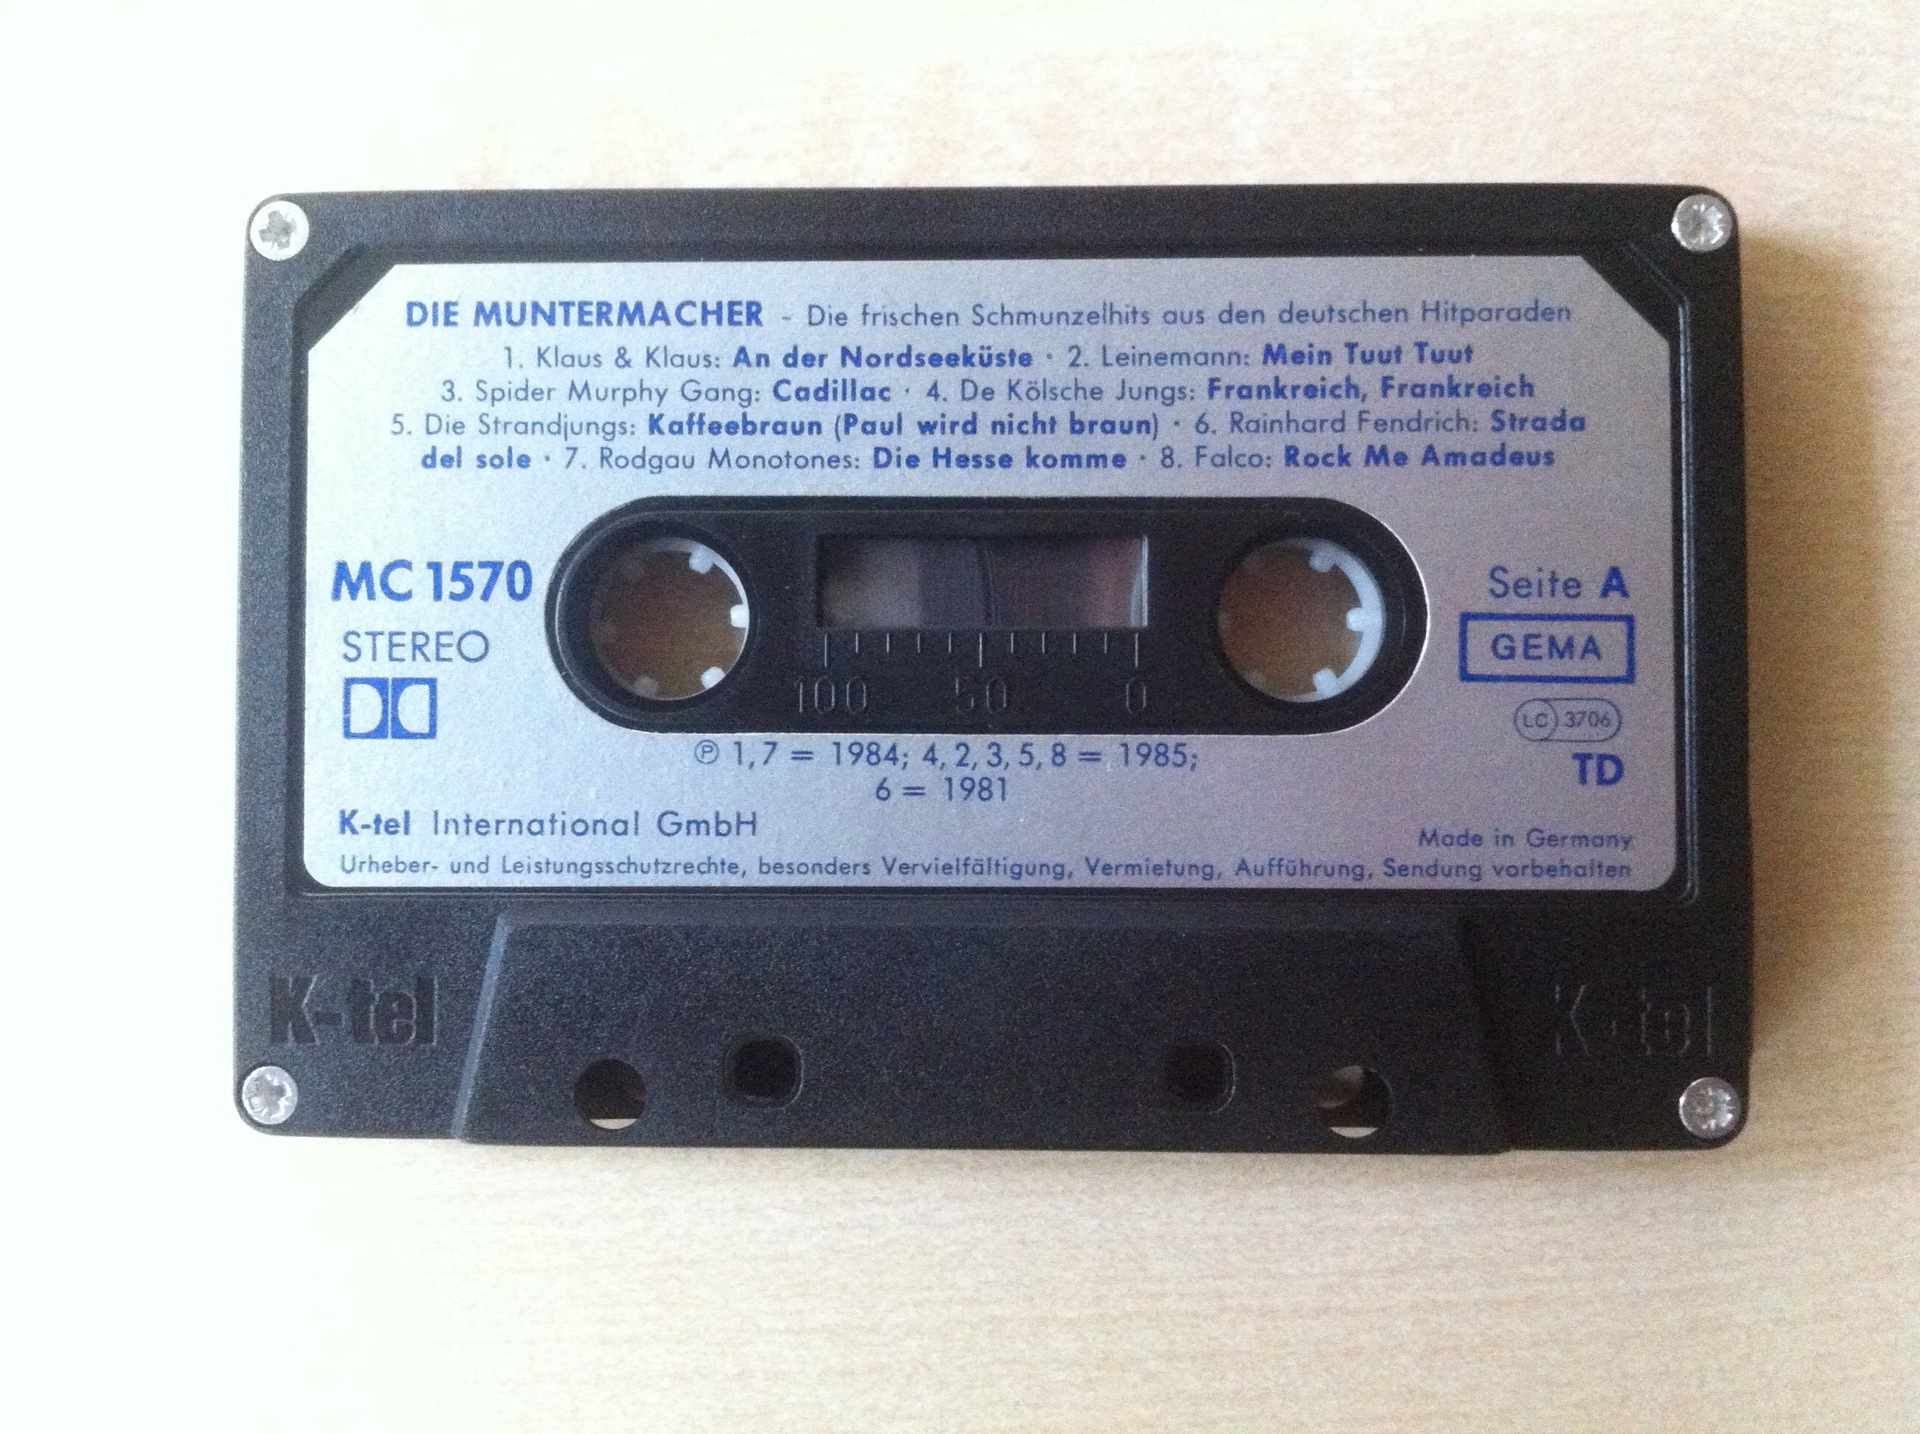 DIE MUNTERMACHER - Die frischen Schmunzelhits aus den deutschen Hitparaden
1. Klaus & Klaus: An der Nordseeküste · 2. Leinemann: Mein Tuut Tuut
3. Spider Murphy Gang: Cadillac · 4. De Kölsche Jungs: Frankreich, Frankreich
5. Die Strandjungs: Kaffeebraun (Paul wird nicht braun) · 6. Rainhard Fendrich: Strada
del sole · 7. Rodgau Monotones: Die Hesse komme · 8. Falco: Rock Me Amadeus
MC 1570
STEREO
Seite A
GEMA
LC 3706
TD
100 50 0
℗ 1, 7 = 1984; 4, 2, 3, 5, 8 = 1985;
6 = 1981
K-tel International GmbH
Made in Germany
Urheber- und Leistungsschutzrechte, besonders Vervielfältigung, Vermietung, Aufführung, Sendung vorbehalten
K-tel K-tel